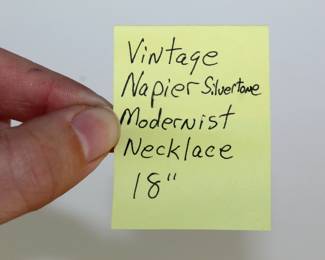 Vintage
Napier Silvertone
Modernist
Necklace
18"